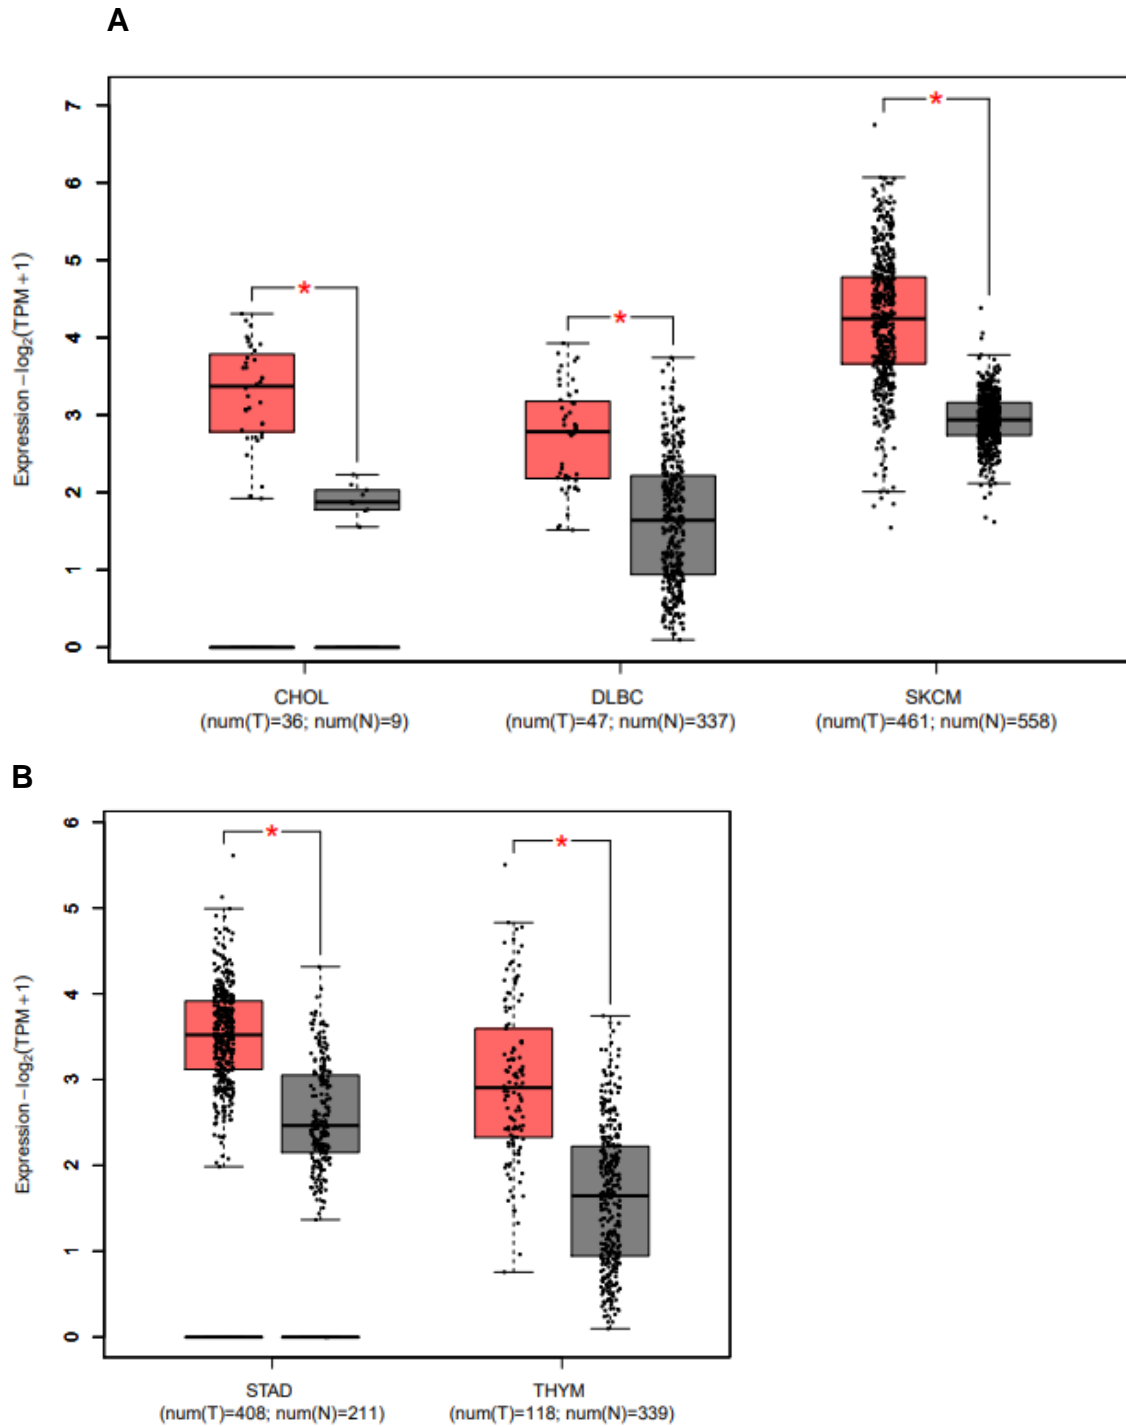 A
7
6
5
4
3
2
1
0
Expression –log₂(TPM+1)
*
*
*
CHOL
(num(T)=36; num(N)=9)
DLBC
(num(T)=47; num(N)=337)
SKCM
(num(T)=461; num(N)=558)
B
6
5
4
3
2
1
0
Expression –log₂(TPM+1)
*
*
STAD
(num(T)=408; num(N)=211)
THYM
(num(T)=118; num(N)=339)